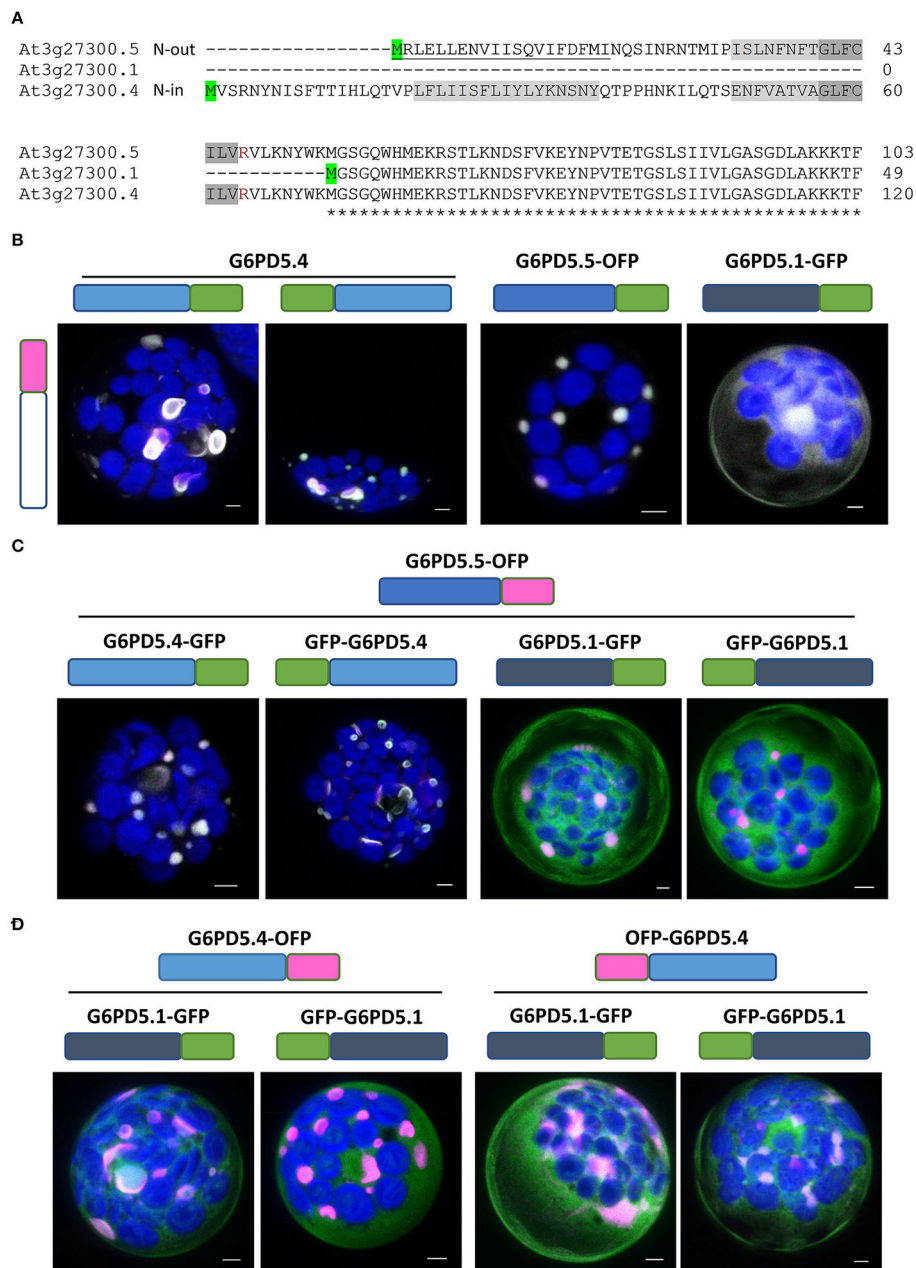 A
At3g27300.5 N-out -----------------MRLELLENVIISQVIFDFMINQSINRNTMIPISLNFNFTGLFC 43
At3g27300.1 ------------------------------------------------------------ 0
At3g27300.4 N-in MVSRNYNISFTTIHLQTVPLFLIISFLIYLYKNSNYQTPPHNKILQTSENFVATVAGLFC 60
At3g27300.5 ILVRVLKNYWKMGSGQWHMEKRSTLKNDSFVKEYNPVTETGSLSIIVLGASGDLAKKKTF 103
At3g27300.1 -----------MGSGQWHMEKRSTLKNDSFVKEYNPVTETGSLSIIVLGASGDLAKKKTF 49
At3g27300.4 ILVRVLKNYWKMGSGQWHMEKRSTLKNDSFVKEYNPVTETGSLSIIVLGASGDLAKKKTF 120
*************************************************
B
G6PD5.4 G6PD5.5-OFP G6PD5.1-GFP
C
G6PD5.5-OFP
G6PD5.4-GFP GFP-G6PD5.4 G6PD5.1-GFP GFP-G6PD5.1
D
G6PD5.4-OFP OFP-G6PD5.4
G6PD5.1-GFP GFP-G6PD5.1 G6PD5.1-GFP GFP-G6PD5.1